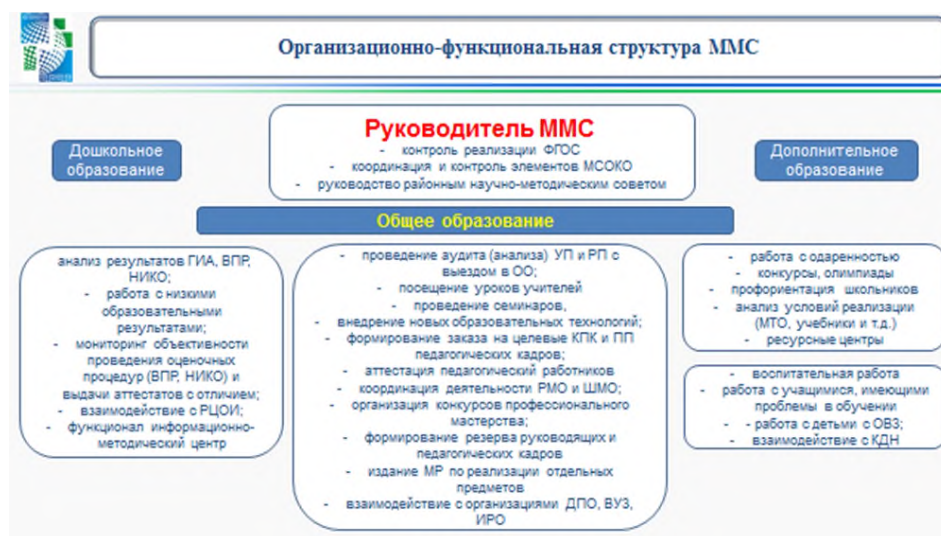 Организационно-функциональная структура ММС
Руководитель ММС
- контроль реализации ФГОС
- координация и контроль элементов МСОКО
- руководство районным научно-методическим советом
Дошкольное
образование
Дополнительное
образование
Общее образование
анализ результатов ГИА, ВПР,
НИКО;
- работа с низкими
образовательными
результатами;
- мониторинг объективности
проведения оценочных
процедур (ВПР, НИКО) и
выдачи аттестатов с отличием;
- взаимодействие с РЦОИ;
- функционал информационно-
методический центр
- проведение аудита (анализа) УП и РП с
выездом в ОО;
- посещение уроков учителей
- проведение семинаров,
- внедрение новых образовательных технологий;
- формирование заказа на целевые КПК и ПП
педагогических кадров;
- аттестация педагогический работников
- координация деятельности РМО и ШМО;
- организация конкурсов профессионального
мастерства;
- формирование резерва руководящих и
педагогических кадров
- издание МР по реализации отдельных
предметов
- взаимодействие с организациями ДПО, ВУЗ,
ИРО
- работа с одаренностью
- конкурсы, олимпиады
- профориентация школьников
- анализ условий реализации
(МТО, учебники и т.д.)
- ресурсные центры
- воспитательная работа
- работа с учащимися, имеющими
проблемы в обучении
- - работа с детьми с ОВЗ;
- взаимодействие с КДН